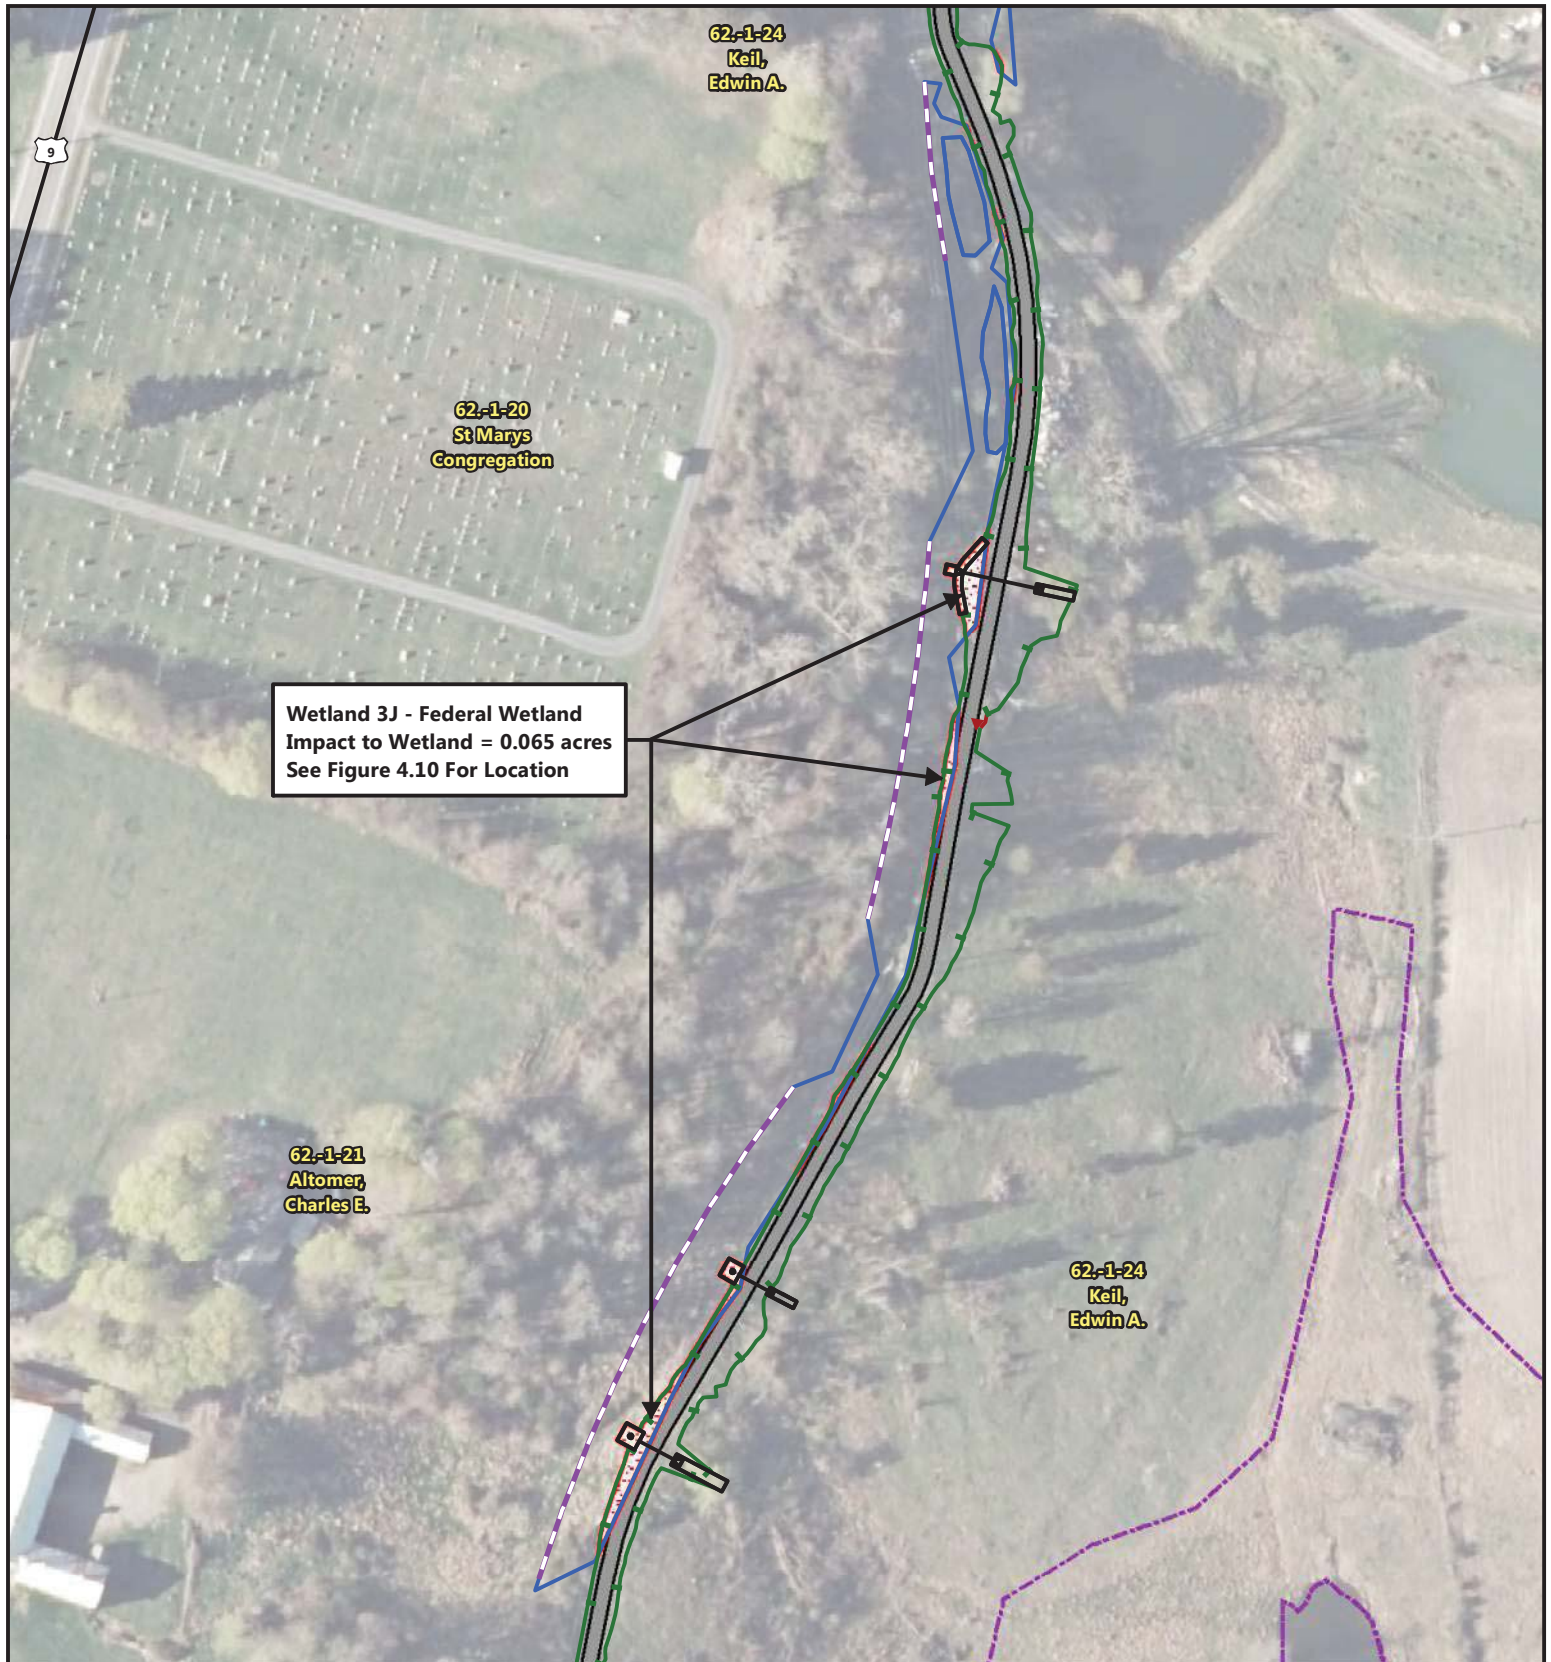 62.-1-24
Keil,
Edwin A.
9
62.-1-20
St Marys
Congregation
Wetland 3J - Federal Wetland
Impact to Wetland = 0.065 acres
See Figure 4.10 For Location
62.-1-21
Altomer,
Charles E.
62.-1-24
Keil,
Edwin A.